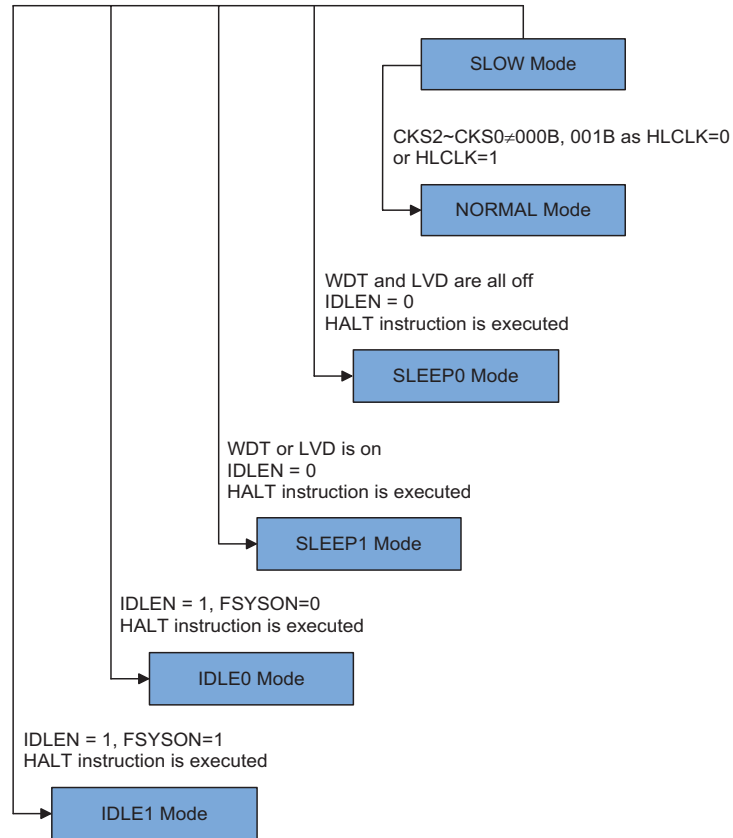 SLOW Mode
CKS2~CKS0≠000B, 001B as HLCLK=0
or HLCLK=1
NORMAL Mode
WDT and LVD are all off
IDLEN = 0
HALT instruction is executed
SLEEP0 Mode
WDT or LVD is on
IDLEN = 0
HALT instruction is executed
SLEEP1 Mode
IDLEN = 1, FSYSON=0
HALT instruction is executed
IDLE0 Mode
IDLEN = 1, FSYSON=1
HALT instruction is executed
IDLE1 Mode